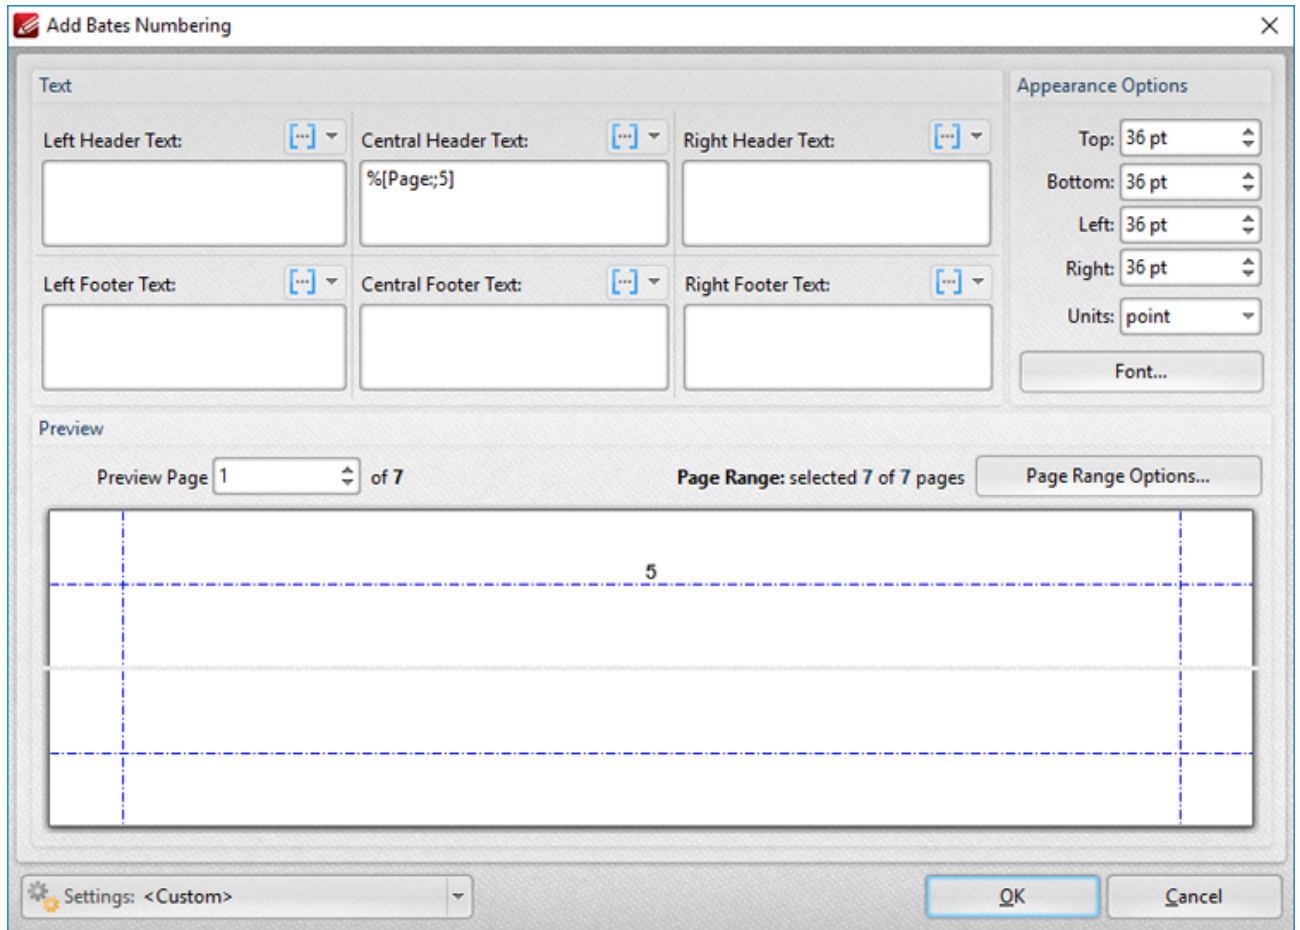 Add Bates Numbering
Text
Appearance Options
Left Header Text:
Central Header Text:
Right Header Text:
%[Page:;5]
Top: 36 pt
Bottom: 36 pt
Left: 36 pt
Right: 36 pt
Units: point
Font...
Left Footer Text:
Central Footer Text:
Right Footer Text:
Preview
Preview Page 1 of 7
Page Range: selected 7 of 7 pages
Page Range Options...
5
Settings: <Custom>
OK
Cancel